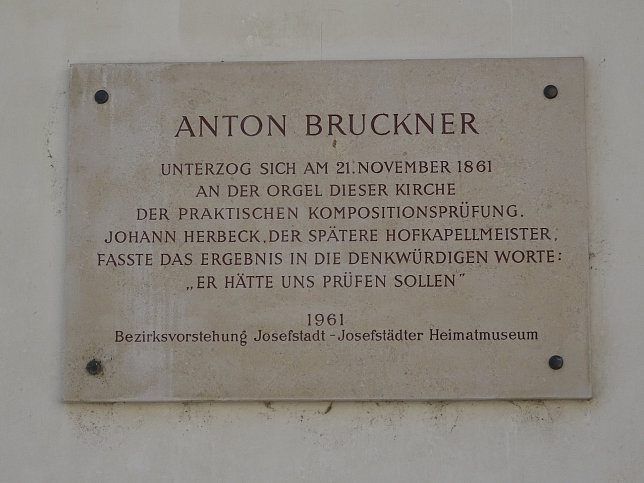 ANTON BRUCKNER
UNTERZOG SICH AM 21. NOVEMBER 1861
AN DER ORGEL DIESER KIRCHE
DER PRAKTISCHEN KOMPOSITIONSPRÜFUNG.
JOHANN HERBECK, DER SPÄTERE HOFKAPELLMEISTER,
FASSTE DAS ERGEBNIS IN DIE DENKWÜRDIGEN WORTE:
„ER HÄTTE UNS PRÜFEN SOLLEN"
1961
Bezirksvorstehung Josefstadt - Josefstädter Heimatmuseum